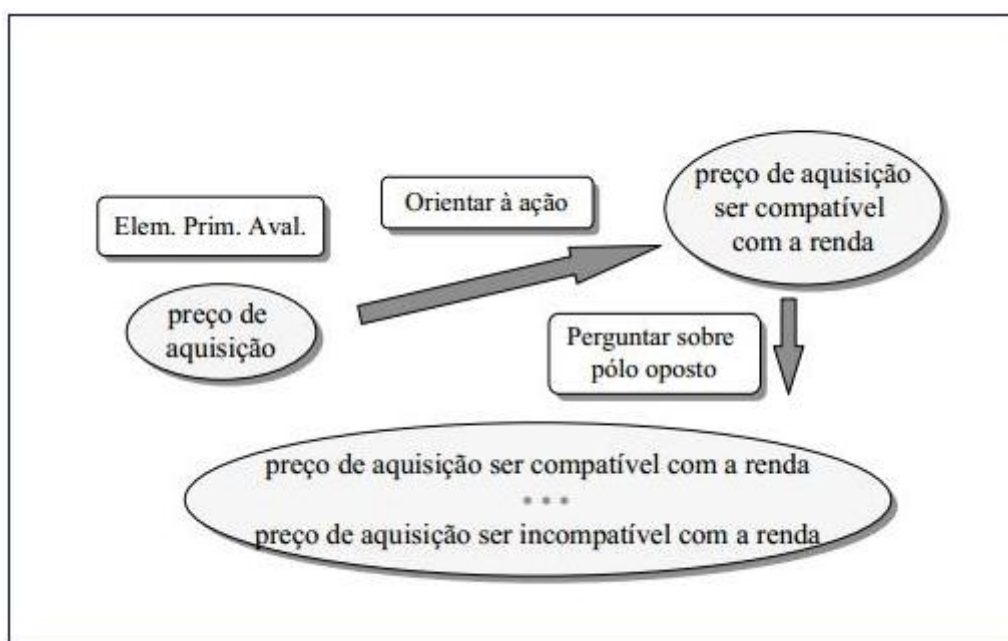 Elem. Prim. Aval.
preço de
aquisição
Orientar à ação
preço de aquisição
ser compatível
com a renda
Perguntar sobre
pólo oposto
preço de aquisição ser compatível com a renda
• • •
preço de aquisição ser incompatível com a renda